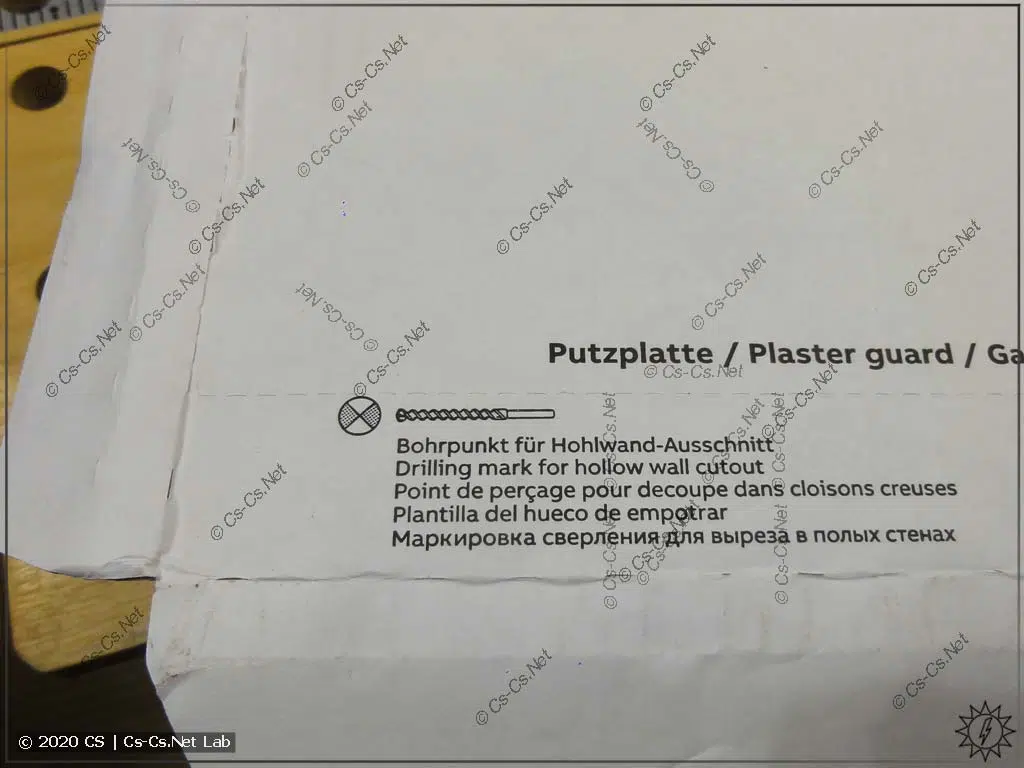 Putzplatte / Plaster guard / Ga
Bohrpunkt für Hohlwand-Ausschnitt
Drilling mark for hollow wall cutout
Point de perçage pour decoupe dans cloisons creuses
Plantilla del hueco de empotrar
Маркировка сверления для выреза в полых стенах
© Cs-Cs.Net
© 2020 CS | Cs-Cs.Net Lab